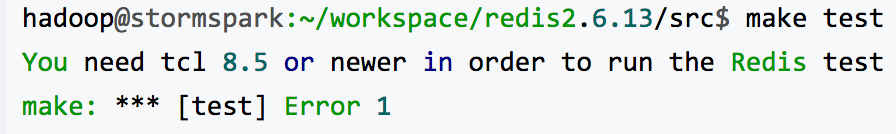 hadoop@stormspark:~/workspace/redis2.6.13/src$ make test
You need tcl 8.5 or newer in order to run the Redis test
make: *** [test] Error 1